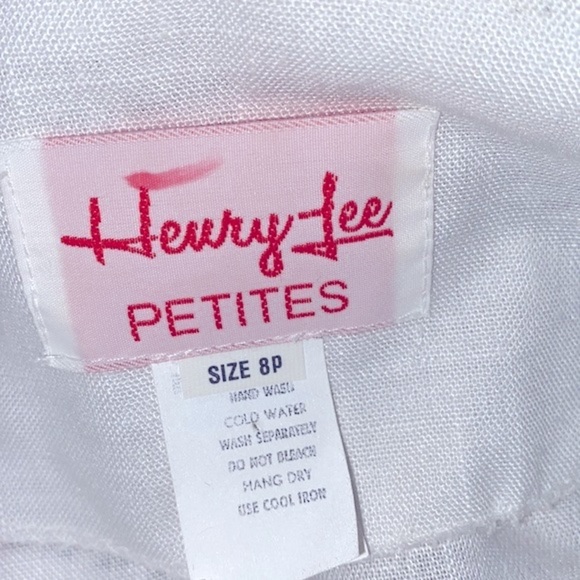 Henry-Lee
PETITES
SIZE 8P
HAND WASH
COLD WATER
WASH SEPARATELY
DO NOT BLEACH
HANG DRY
USE COOL IRON